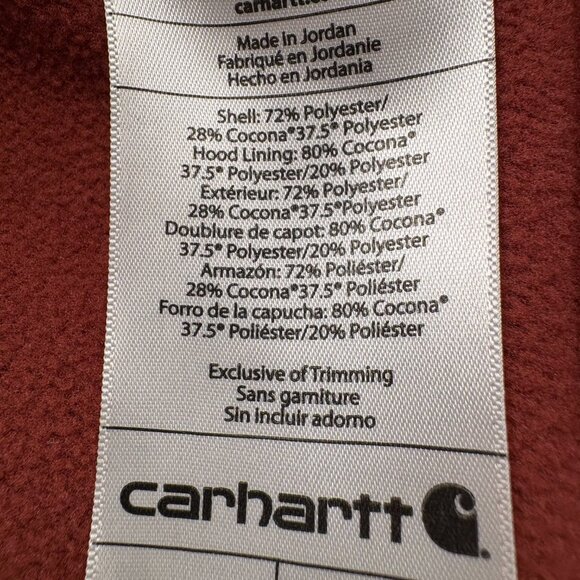 Made in Jordan
Fabriqué en Jordanie
Hecho en Jordania
Shell: 72% Polyester/
28% Cocona®37.5® Polyester
Hood Lining: 80% Cocona®
37.5® Polyester/20% Polyester
Extérieur: 72% Polyester/
28% Cocona®37.5®Polyester
Doublure de capot: 80% Cocona®
37.5® Polyester/20% Polyester
Armazón: 72% Poliéster/
28% Cocona®37.5® Poliéster
Forro de la capucha: 80% Cocona®
37.5® Poliéster/20% Poliéster
Exclusive of Trimming
Sans garniture
Sin incluir adorno
carhartt